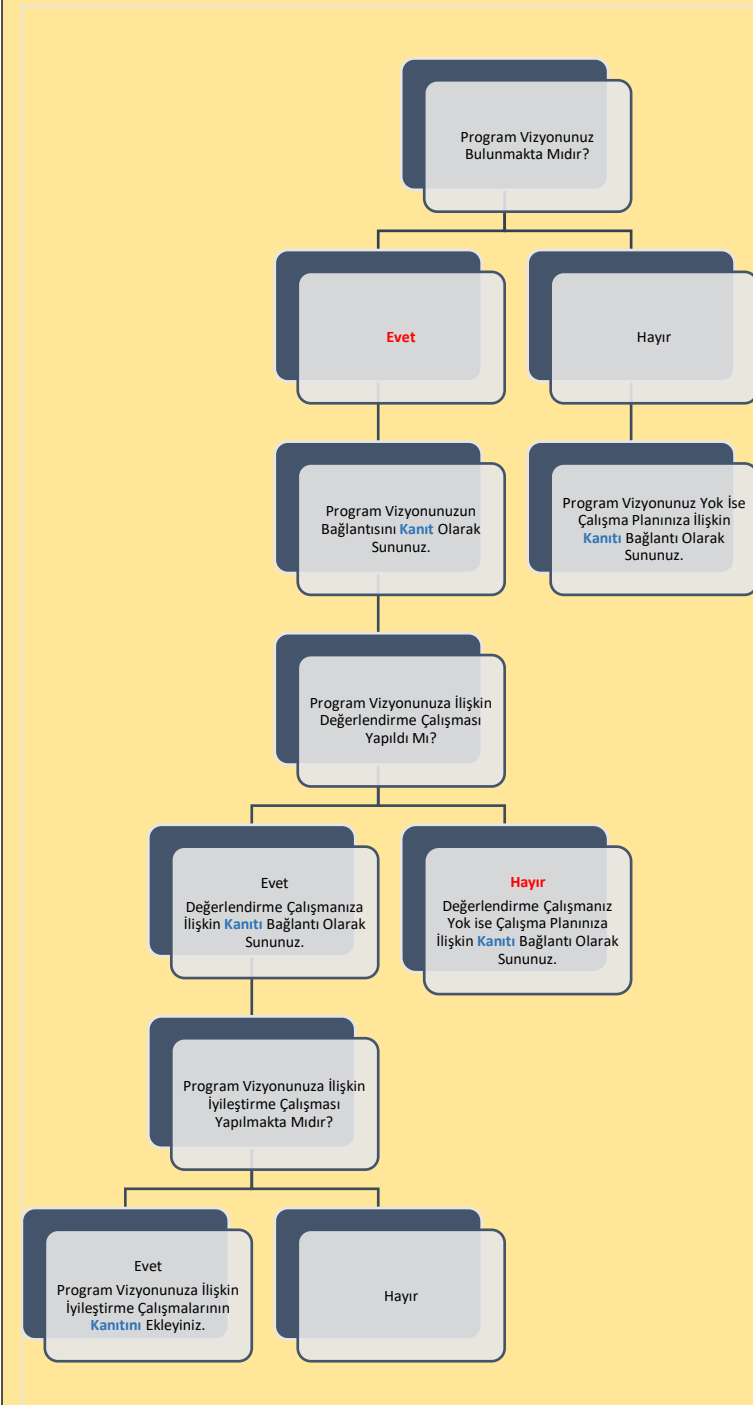 Program Vizyonunuz
Bulunmakta Mıdır?
Evet
Hayır
Program Vizyonunuzun
Bağlantısını Kanıt Olarak
Sununuz.
Program Vizyonunuz Yok İse
Çalışma Planınıza İlişkin
Kanıtı Bağlantı Olarak
Sununuz.
Program Vizyonunuza İlişkin
Değerlendirme Çalışması
Yapıldı Mı?
Evet
Değerlendirme Çalışmanıza
İlişkin Kanıtı Bağlantı Olarak
Sununuz.
Hayır
Değerlendirme Çalışmanız
Yok ise Çalışma Planınıza
İlişkin Kanıtı Bağlantı Olarak
Sununuz.
Program Vizyonunuza İlişkin
İyileştirme Çalışması
Yapılmakta Mıdır?
Evet
Program Vizyonunuza İlişkin
İyileştirme Çalışmalarının
Kanıtını Ekleyiniz.
Hayır